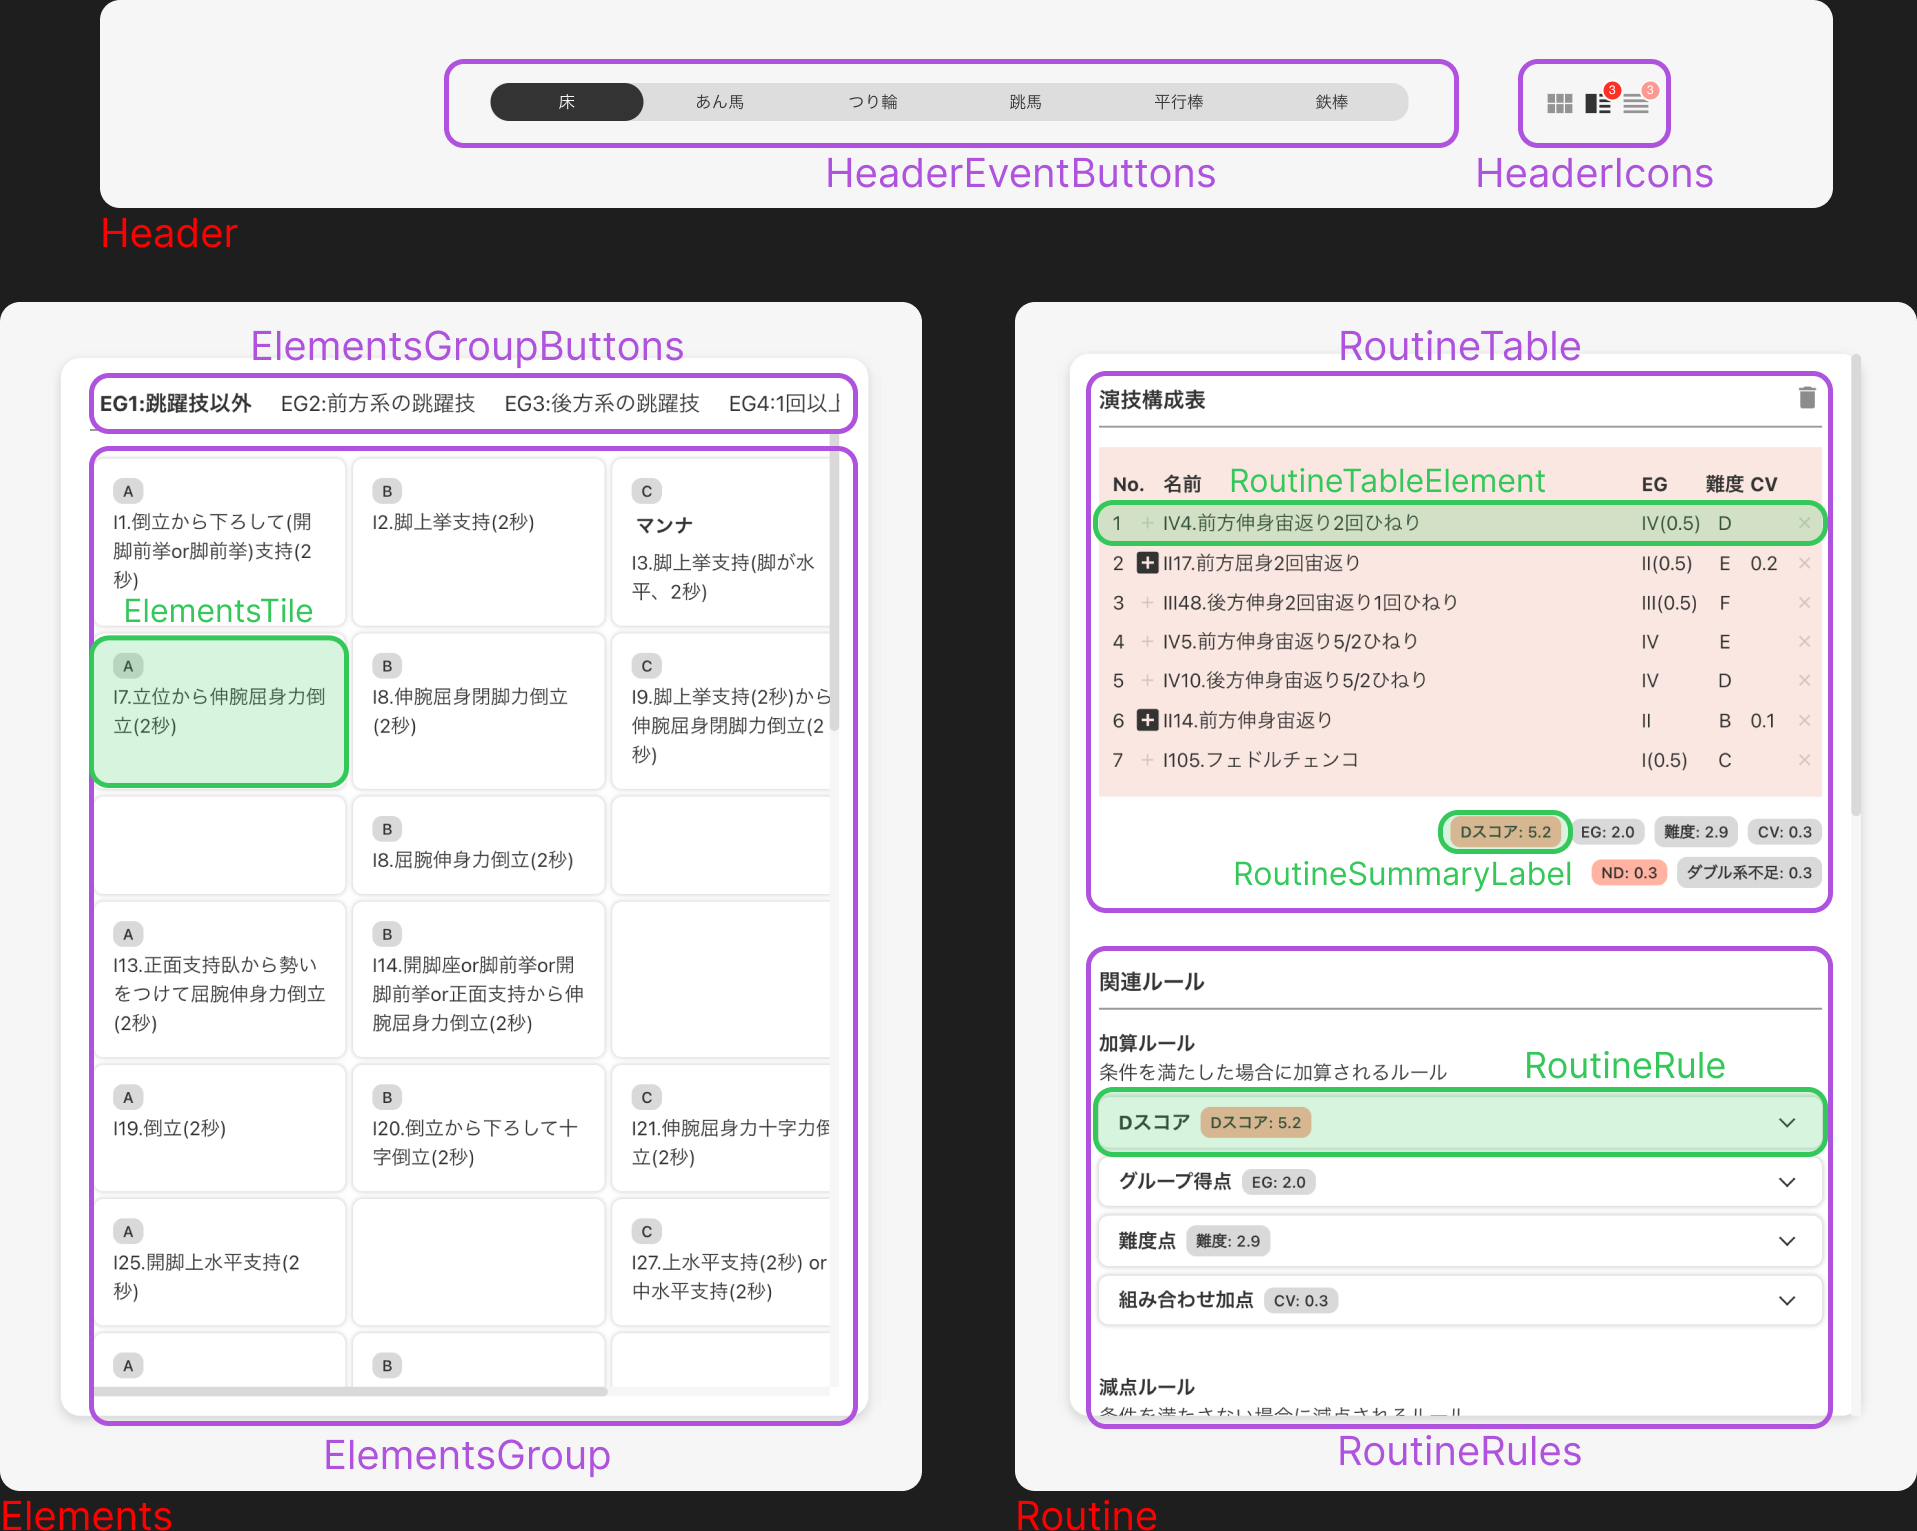 床
あん馬
つり輪
跳馬
平行棒
鉄棒
3
3
HeaderEventButtons
HeaderIcons
Header
ElementsGroupButtons
EG1:跳躍技以外
EG2:前方系の跳躍技
EG3:後方系の跳躍技
EG4:1回以上
A
I1.倒立から下ろして(開
脚前挙or脚前挙)支持(2
秒)
B
I2.脚上挙支持(2秒)
C
マンナ
I3.脚上挙支持(脚が水
平、2秒)
ElementsTile
A
I7.立位から伸腕屈身力倒
立(2秒)
B
I8.伸腕屈身閉脚力倒立
(2秒)
C
I9.脚上挙支持(2秒)から
伸腕屈身閉脚力倒立(2
秒)
B
I8.屈腕伸身力倒立(2秒)
A
I13.正面支持臥から勢い
をつけて屈腕伸身力倒立
(2秒)
B
I14.開脚座or脚前挙or開
脚前挙or正面支持から伸
腕屈身力倒立(2秒)
A
I19.倒立(2秒)
B
I20.倒立から下ろして十
字倒立(2秒)
C
I21.伸腕屈身力十字力倒
立(2秒)
A
I25.開脚上水平支持(2
秒)
C
I27.上水平支持(2秒) or
中水平支持(2秒)
A
B
ElementsGroup
Elements
RoutineTable
演技構成表
No. 名前 EG 難度 CV
RoutineTableElement
1 + IV4.前方伸身宙返り2回ひねり IV(0.5) D ×
2 + II17.前方屈身2回宙返り II(0.5) E 0.2 ×
3 + III48.後方伸身2回宙返り1回ひねり III(0.5) F ×
4 + IV5.前方伸身宙返り5/2ひねり IV E ×
5 + IV10.後方伸身宙返り5/2ひねり IV D ×
6 + II14.前方伸身宙返り II B 0.1 ×
7 + I105.フェドルチェンコ I(0.5) C ×
Dスコア: 5.2 EG: 2.0 難度: 2.9 CV: 0.3
RoutineSummaryLabel
ND: 0.3 ダブル系不足: 0.3
関連ルール
加算ルール
条件を満たした場合に加算されるルール
RoutineRule
Dスコア Dスコア: 5.2
グループ得点 EG: 2.0
難度点 難度: 2.9
組み合わせ加点 CV: 0.3
減点ルール
条件を満たさない場合に減点されるルール
RoutineRules
Routine